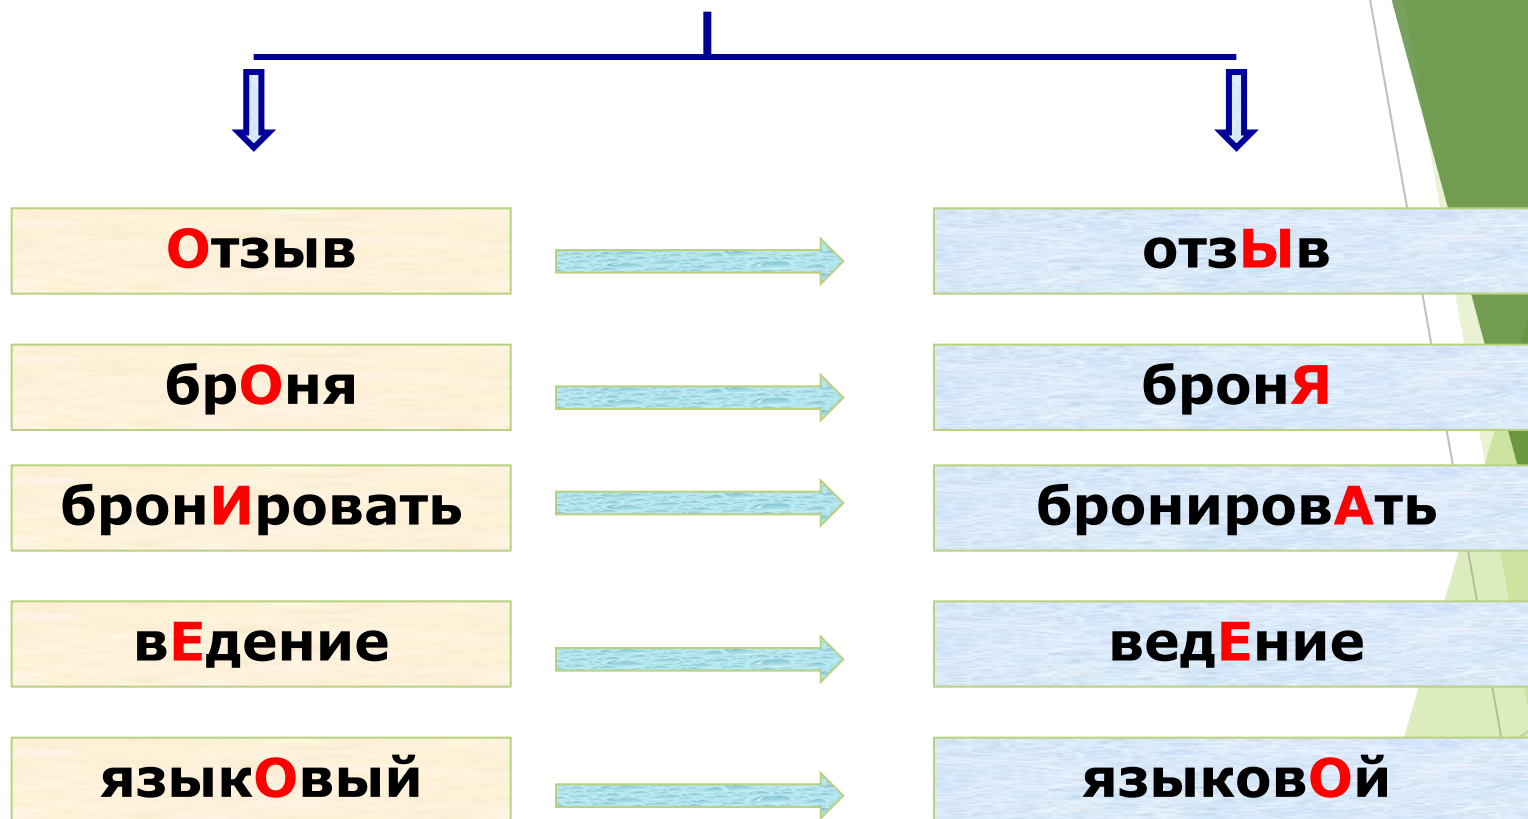 Отзыв
отзЫв
брОня
бронЯ
бронИровать
бронировАть
вЕдение
ведЕние
языкОвый
языковОй